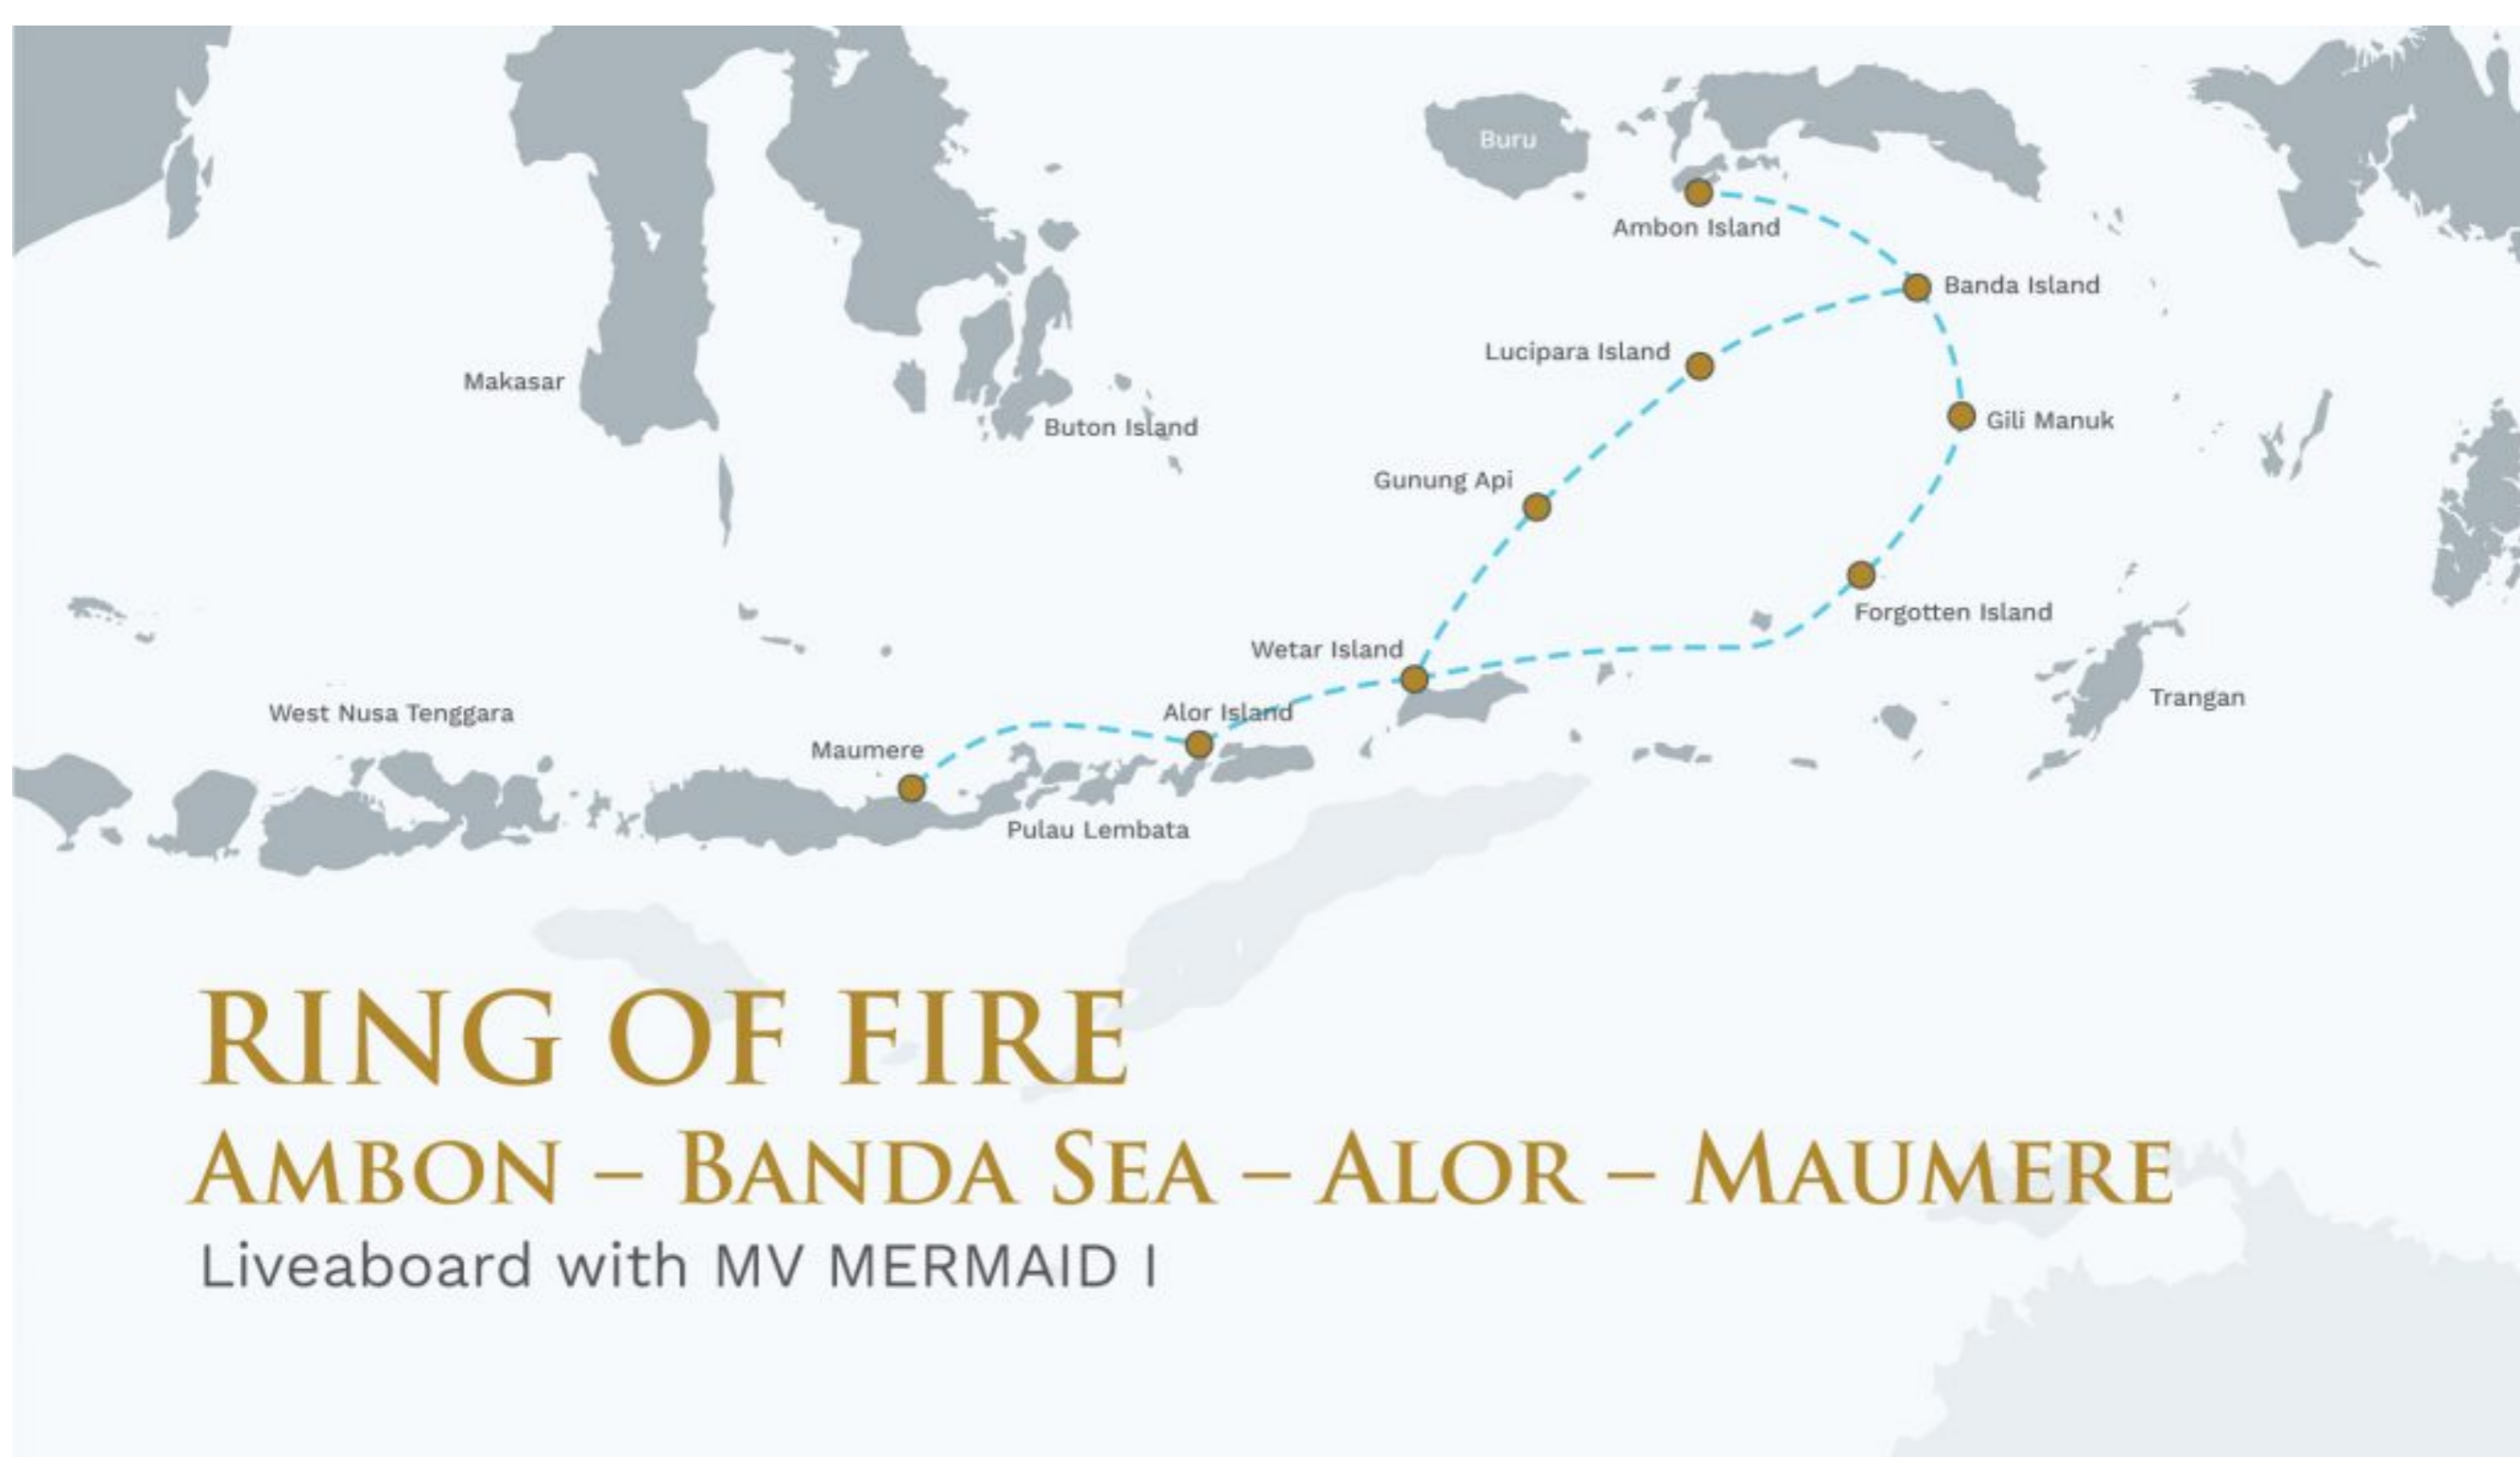 Buru
Ambon Island
Banda Island
Lucipara Island
Makasar
Gili Manuk
Buton Island
Gunung Api
Forgotten Island
Wetar Island
Trangan
West Nusa Tenggara
Alor Island
Maumere
Pulau Lembata
RING OF FIRE
AMBON – BANDA SEA – ALOR – MAUMERE
Liveaboard with MV MERMAID I